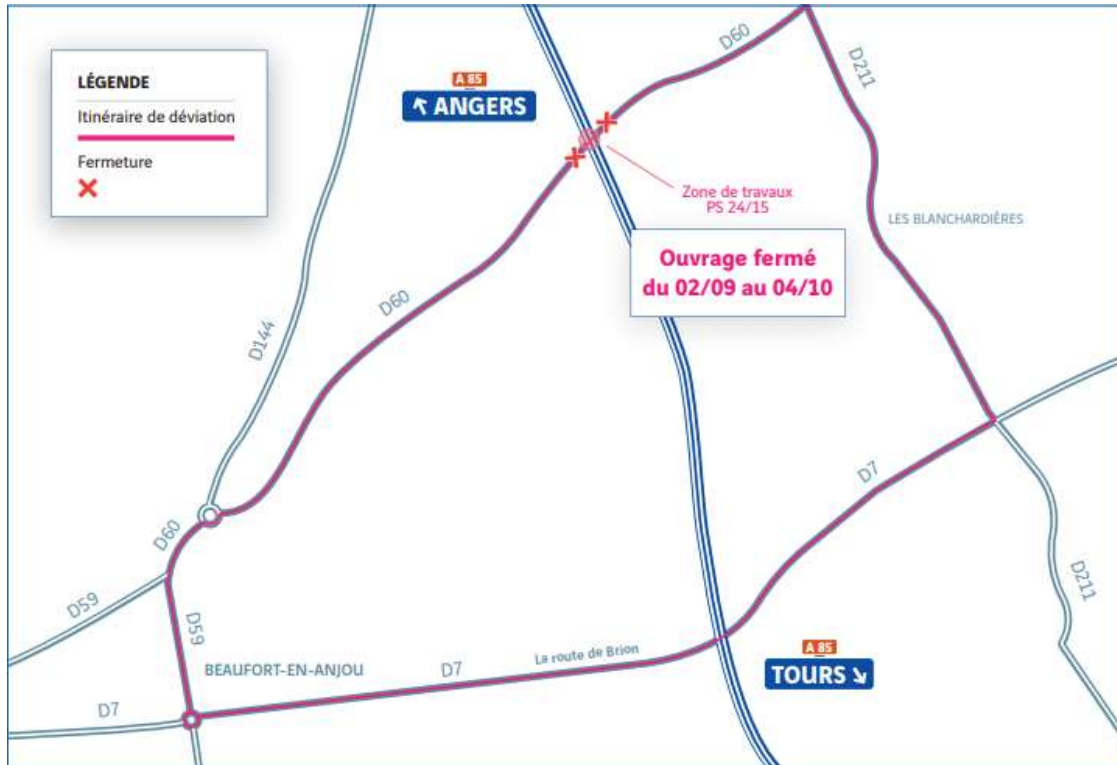 LÉGENDE
Itinéraire de déviation
Fermeture
A 85
ANGERS
D60
D211
Zone de travaux
PS 24/15
LES BLANCHARDIÈRES
Ouvrage fermé
du 02/09 au 04/10
D60
D144
D7
D60
D59
D59
D211
BEAUFORT-EN-ANJOU
D7
La route de Brion
A 85
TOURS
D7